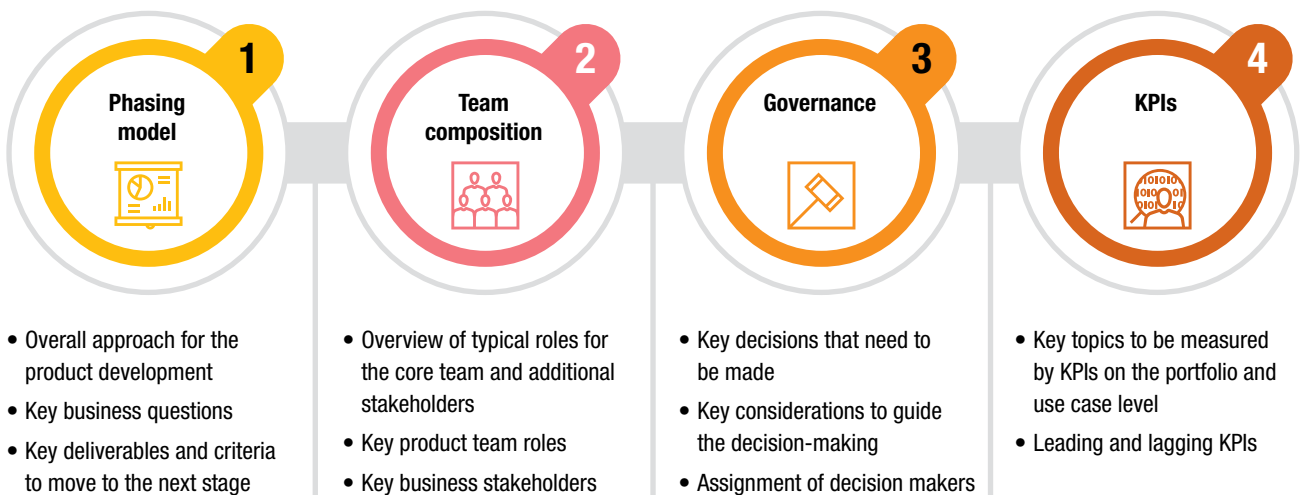 1
Phasing
model
• Overall approach for the
product development
• Key business questions
• Key deliverables and criteria
to move to the next stage
2
Team
composition
• Overview of typical roles for
the core team and additional
stakeholders
• Key product team roles
• Key business stakeholders
3
Governance
• Key decisions that need to
be made
• Key considerations to guide
the decision-making
• Assignment of decision makers
4
KPIs
• Key topics to be measured
by KPIs on the portfolio and
use case level
• Leading and lagging KPIs